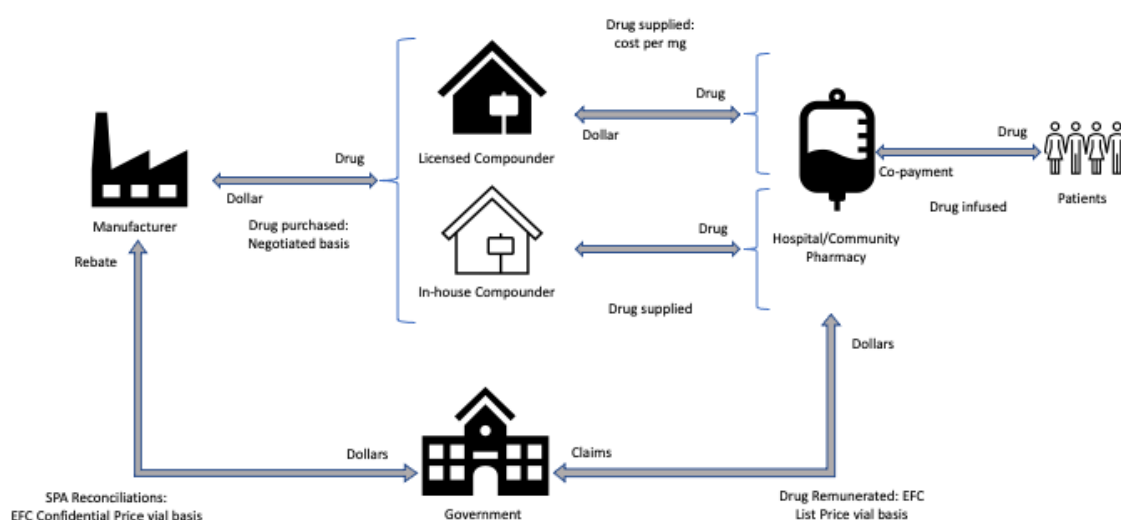 Drug supplied:
cost per mg
Drug
Dollar
Licensed Compounder
Drug
Dollar
Drug purchased:
Negotiated basis
Manufacturer
Rebate
Drug
In-house Compounder
Drug supplied
Hospital/Community
Pharmacy
Drug
Co-payment
Drug infused
Patients
Dollars
Dollars
Claims
Government
SPA Reconciliations:
EFC Confidential Price vial basis
Drug Remunerated: EFC
List Price vial basis